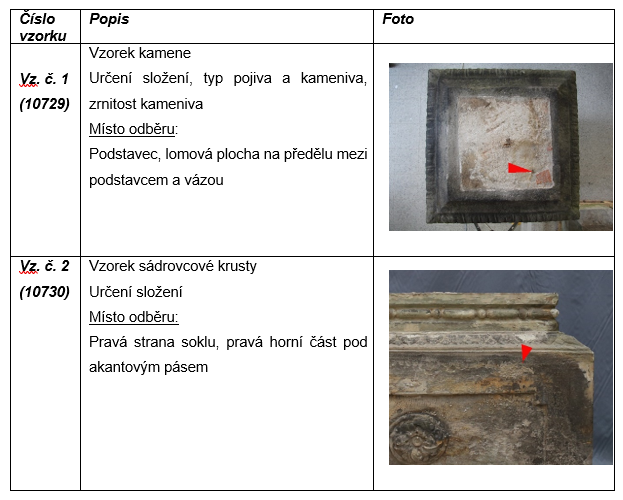 Číslo vzorku
Popis
Foto
Vz. č. 1
(10729)
Vzorek kamene
Určení složení, typ pojiva a kameniva,
zrnitost kameniva
Místo odběru:
Podstavec, lomová plocha na předělu mezi
podstavcem a vázou
Vz. č. 2
(10730)
Vzorek sádrovcové krusty
Určení složení
Místo odběru:
Pravá strana soklu, pravá horní část pod
akantovým pásem